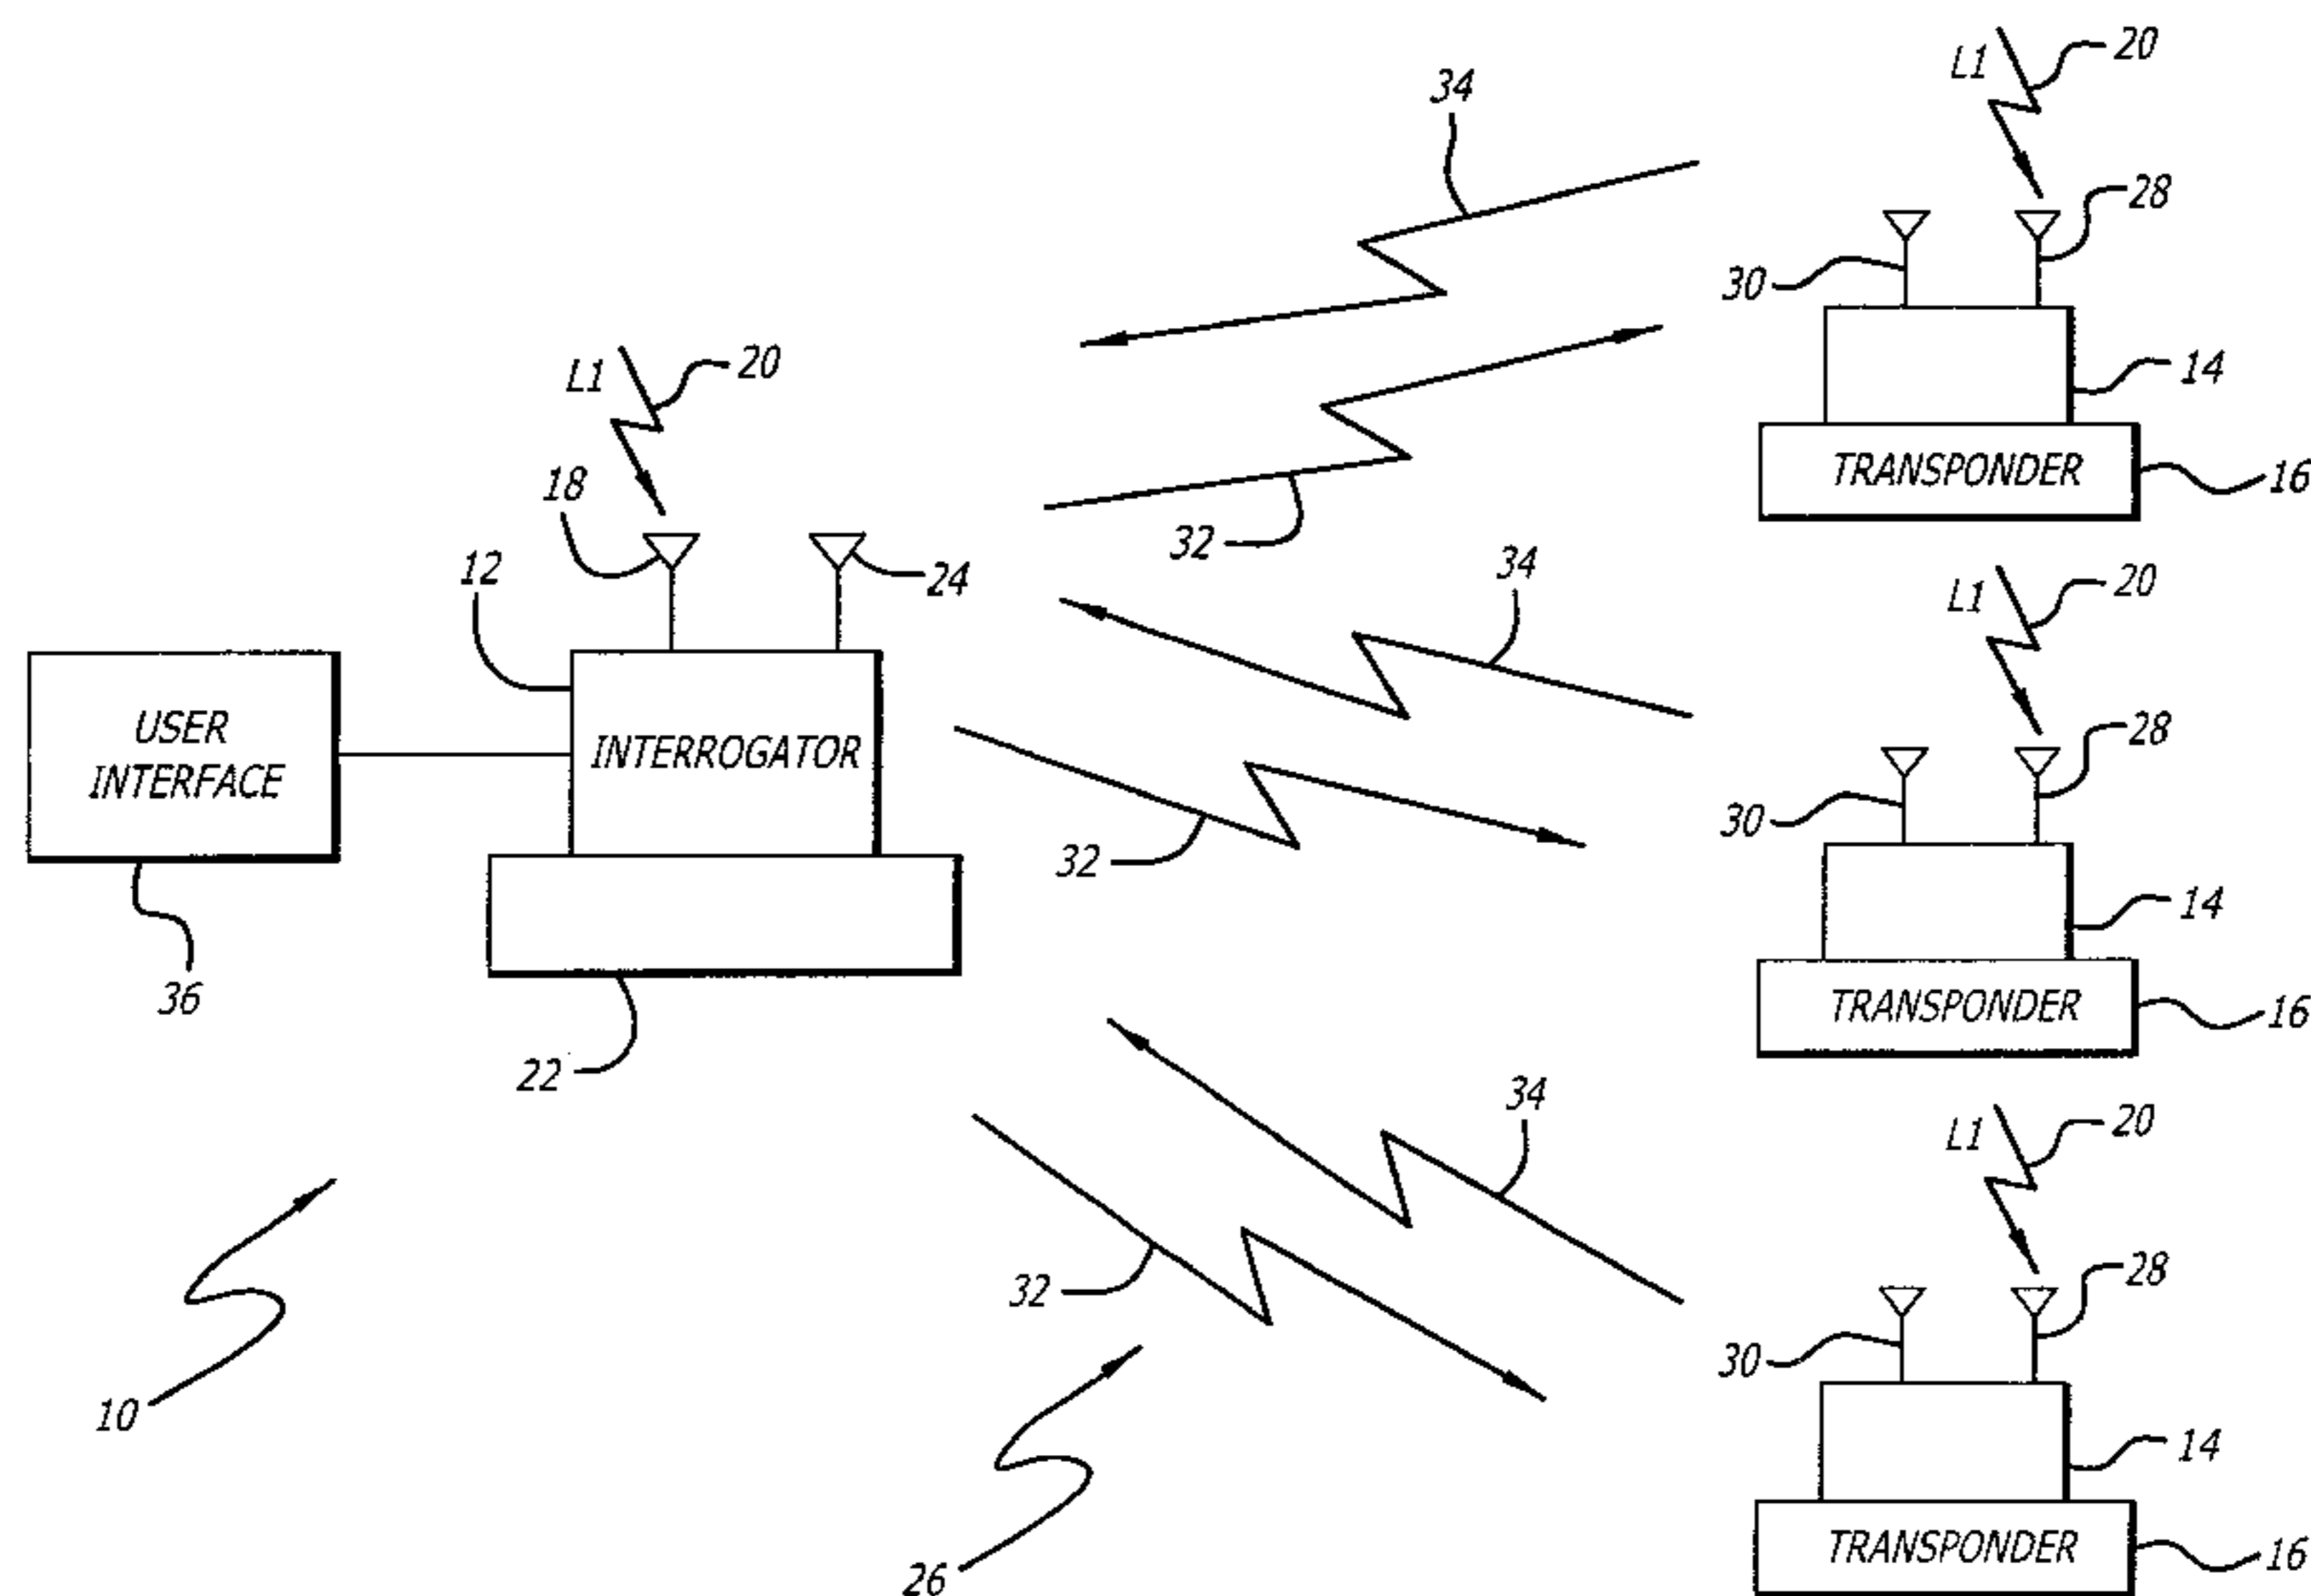 L1
20
34
28
30
14
TRANSPONDER
16
L1
20
18
32
12
24
34
L1
20
28
USER
INTERFACE
INTERROGATOR
30
32
14
TRANSPONDER
16
36
22
34
L1
20
28
32
30
10
14
TRANSPONDER
16
26